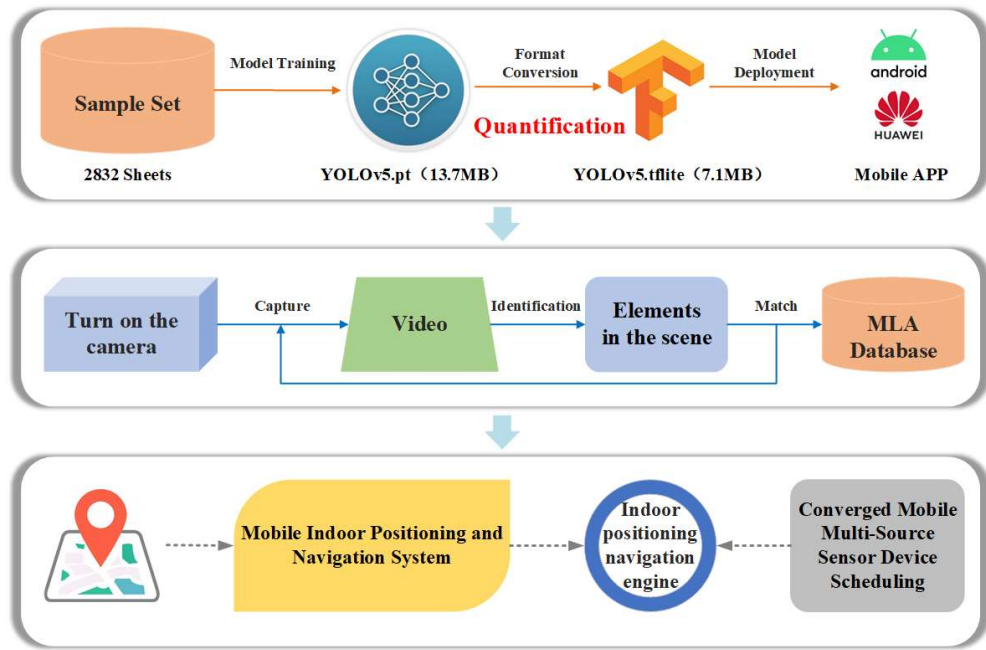 Sample Set
2832 Sheets
Model Training
YOLOv5.pt（13.7MB）
Format
Conversion
Quantification
YOLOv5.tflite（7.1MB）
Model
Deployment
android
HUAWEI
Mobile APP
Turn on the
camera
Capture
Video
Identification
Elements
in the scene
Match
MLA
Database
Mobile Indoor Positioning and
Navigation System
Indoor
positioning
navigation
engine
Converged Mobile
Multi-Source
Sensor Device
Scheduling